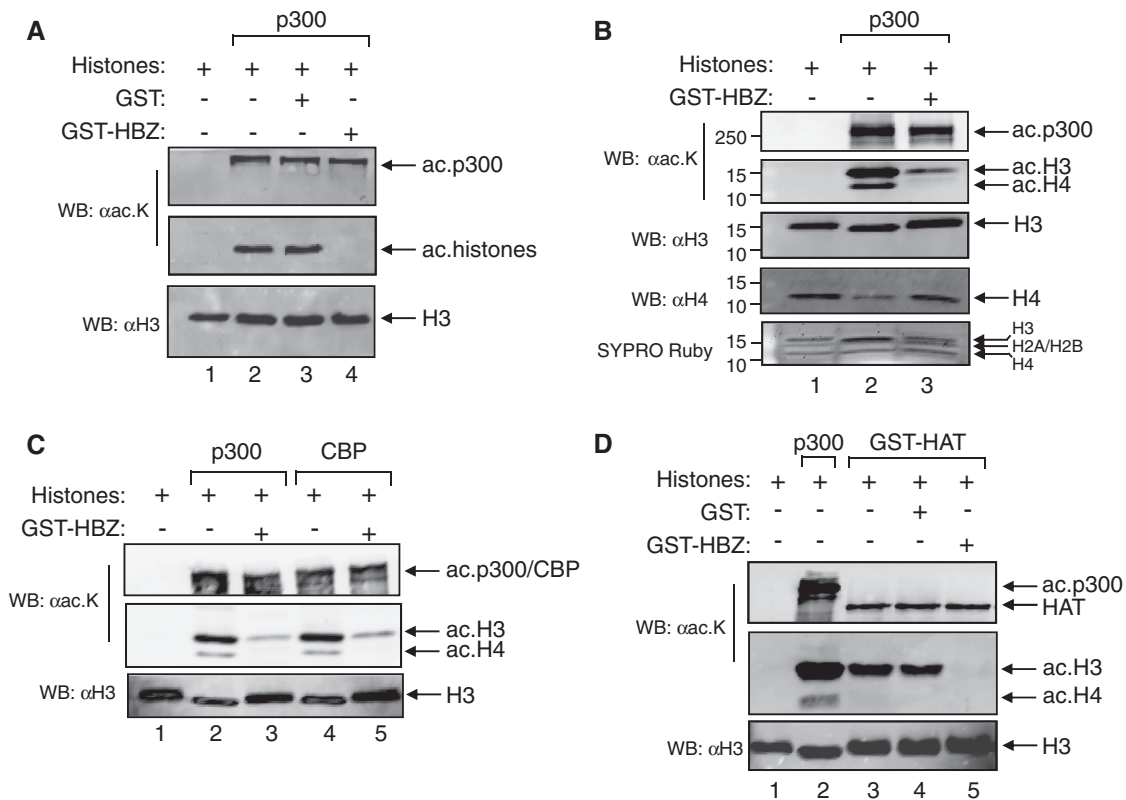 A
p300
Histones: + + + +
GST: - - + -
GST-HBZ: - - - +
WB: αac.K
ac.p300
ac.histones
WB: αH3
H3
1 2 3 4
B
p300
Histones: + + +
GST-HBZ: - - +
WB: αac.K
250
ac.p300
15
10
ac.H3
ac.H4
WB: αH3
15
10
H3
WB: αH4
15
10
H4
SYPRO Ruby
15
10
H3
H2A/H2B
H4
1 2 3
C
p300 CBP
Histones: + + + + +
GST-HBZ: - - + - +
WB: αac.K
ac.p300/CBP
ac.H3
ac.H4
WB: αH3
H3
1 2 3 4 5
D
p300 GST-HAT
Histones: + + + + +
GST: - - - + -
GST-HBZ: - - - - +
WB: αac.K
ac.p300
HAT
ac.H3
ac.H4
WB: αH3
H3
1 2 3 4 5